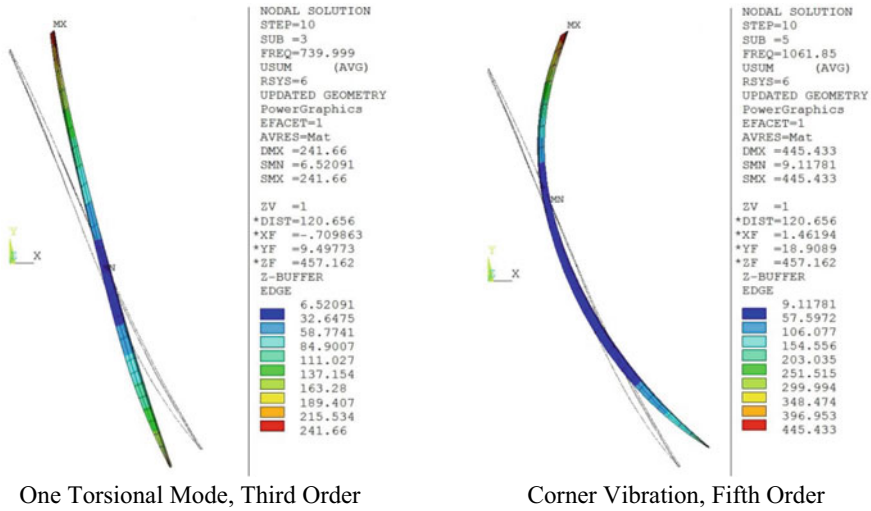 MX
MN
Y
X
NODAL SOLUTION
STEP=10
SUB =3
FREQ=739.999
USUM (AVG)
RSYS=6
UPDATED GEOMETRY
PowerGraphics
EFACET=1
AVRES=Mat
DMX =241.66
SMN =6.52091
SMX =241.66
ZV =1
*DIST=120.656
*XF =-.709863
*YF =9.49773
*ZF =457.162
Z-BUFFER
EDGE
6.52091
32.6475
58.7741
84.9007
111.027
137.154
163.28
189.407
215.534
241.66
One Torsional Mode, Third Order
MX
MN
Y
X
NODAL SOLUTION
STEP=10
SUB =5
FREQ=1061.85
USUM (AVG)
RSYS=6
UPDATED GEOMETRY
PowerGraphics
EFACET=1
AVRES=Mat
DMX =445.433
SMN =9.11781
SMX =445.433
ZV =1
*DIST=120.656
*XF =1.46194
*YF =18.9089
*ZF =457.162
Z-BUFFER
EDGE
9.11781
57.5972
106.077
154.556
203.035
251.515
299.994
348.474
396.953
445.433
Corner Vibration, Fifth Order